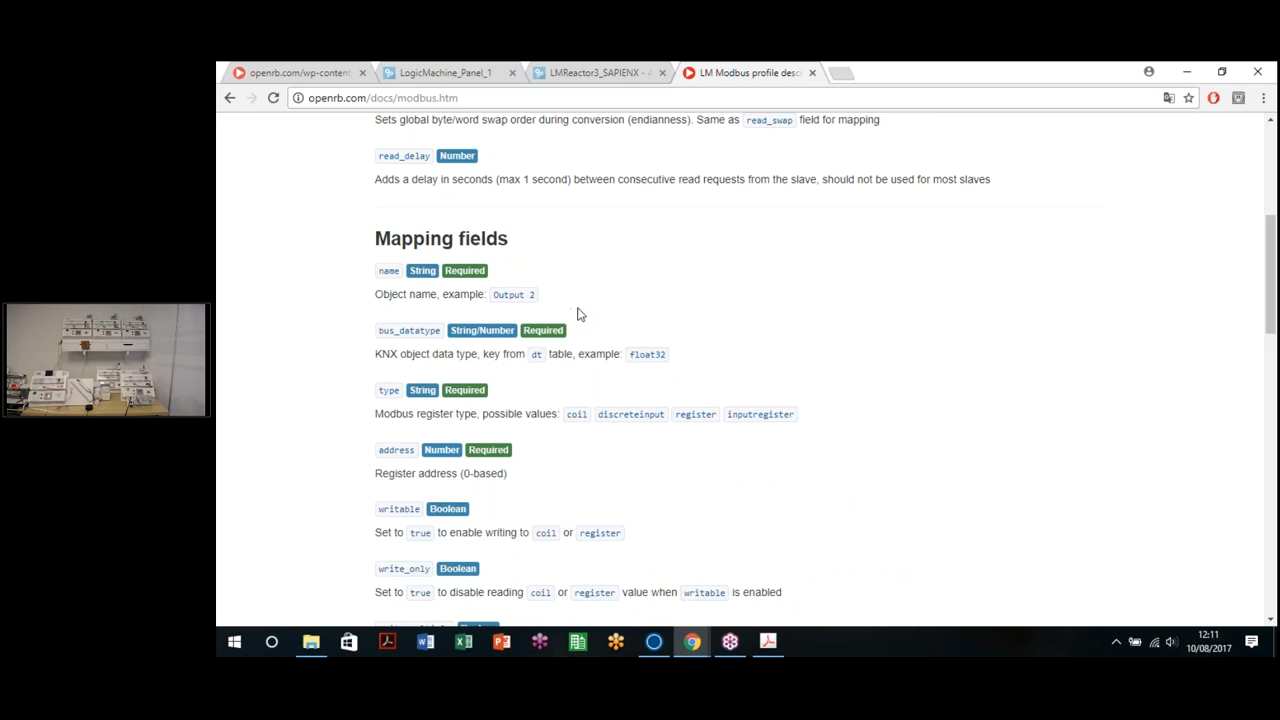 openrb.com/wp-content
LogicMachine_Panel_1
LMReactor3_SAPIENX - A
LM Modbus profile desc
openrb.com/docs/modbus.htm
Sets global byte/word swap order during conversion (endianness). Same as read_swap field for mapping
read_delay Number
Adds a delay in seconds (max 1 second) between consecutive read requests from the slave, should not be used for most slaves
Mapping fields
name String Required
Object name, example: Output 2
bus_datatype String/Number Required
KNX object data type, key from dt table, example: float32
type String Required
Modbus register type, possible values: coil discreteinput register inputregister
address Number Required
Register address (0-based)
writable Boolean
Set to true to enable writing to coil or register
write_only Boolean
Set to true to disable reading coil or register value when writable is enabled
12:11
10/08/2017